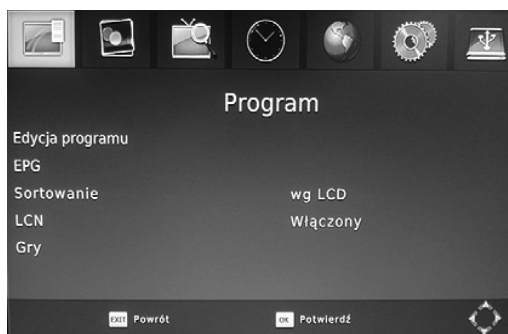 Program
Edycja programu
EPG
Sortowanie wg LCD
LCN Włączony
Gry
EXIT Powrót OK Potwierdź